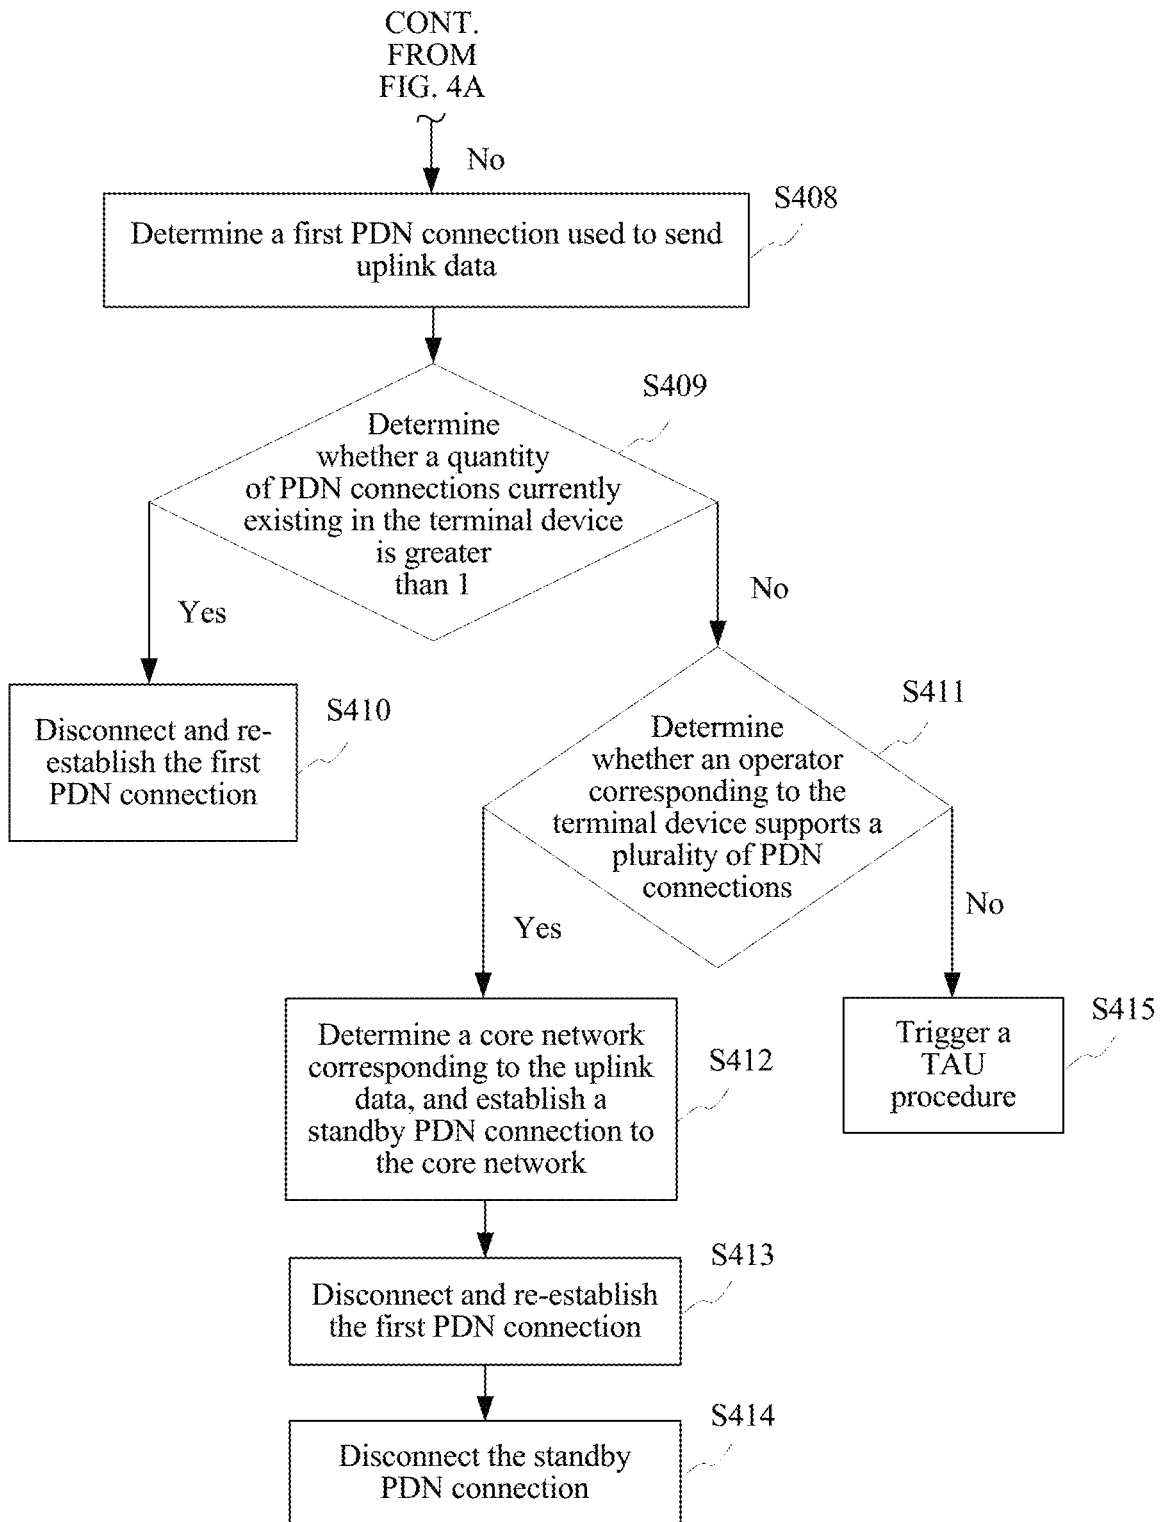 CONT.
FROM
FIG. 4A
No
S408
Determine a first PDN connection used to send
uplink data
S409
Determine
whether a quantity
of PDN connections currently
existing in the terminal device
is greater
than 1
Yes
No
S410
Disconnect and re-
establish the first
PDN connection
S411
Determine
whether an operator
corresponding to the
terminal device supports a
plurality of PDN
connections
Yes
No
S412
Determine a core network
corresponding to the uplink
data, and establish a
standby PDN connection to
the core network
S415
Trigger a
TAU
procedure
S413
Disconnect and re-establish
the first PDN connection
S414
Disconnect the standby
PDN connection